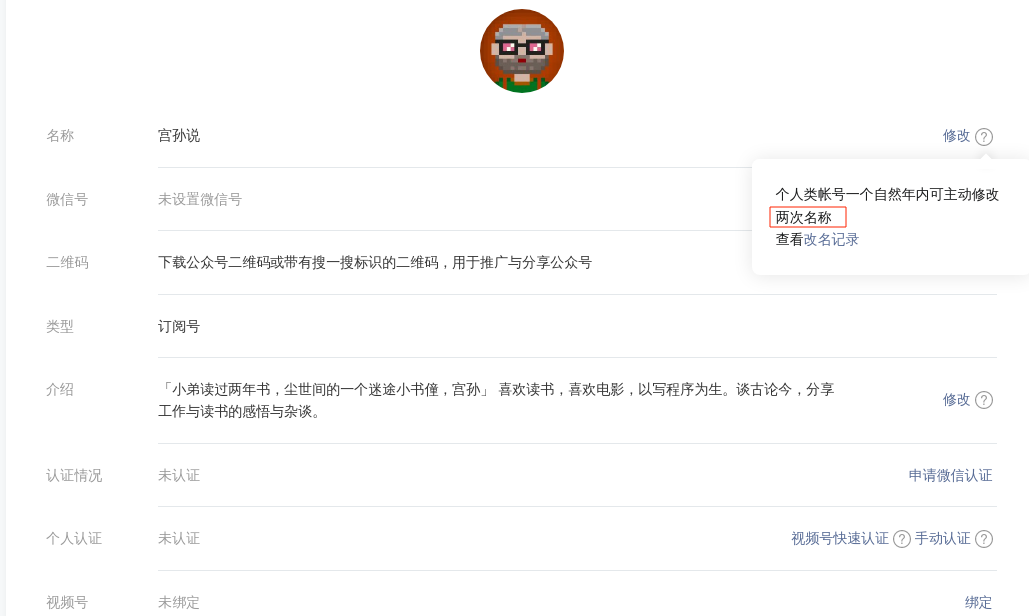 名称 宫孙说 修改 ?
个人类帐号一个自然年内可主动修改
两次名称
查看改名记录
微信号 未设置微信号
二维码 下载公众号二维码或带有搜一搜标识的二维码，用于推广与分享公众号
类型 订阅号
介绍 「小弟读过两年书，尘世间的一个迷途小书僮，宫孙」 喜欢读书，喜欢电影，以写程序为生。谈古论今，分享
工作与读书的感悟与杂谈。
修改 ?
认证情况 未认证 申请微信认证
个人认证 未认证 视频号快速认证 ? 手动认证 ?
视频号 未绑定 绑定